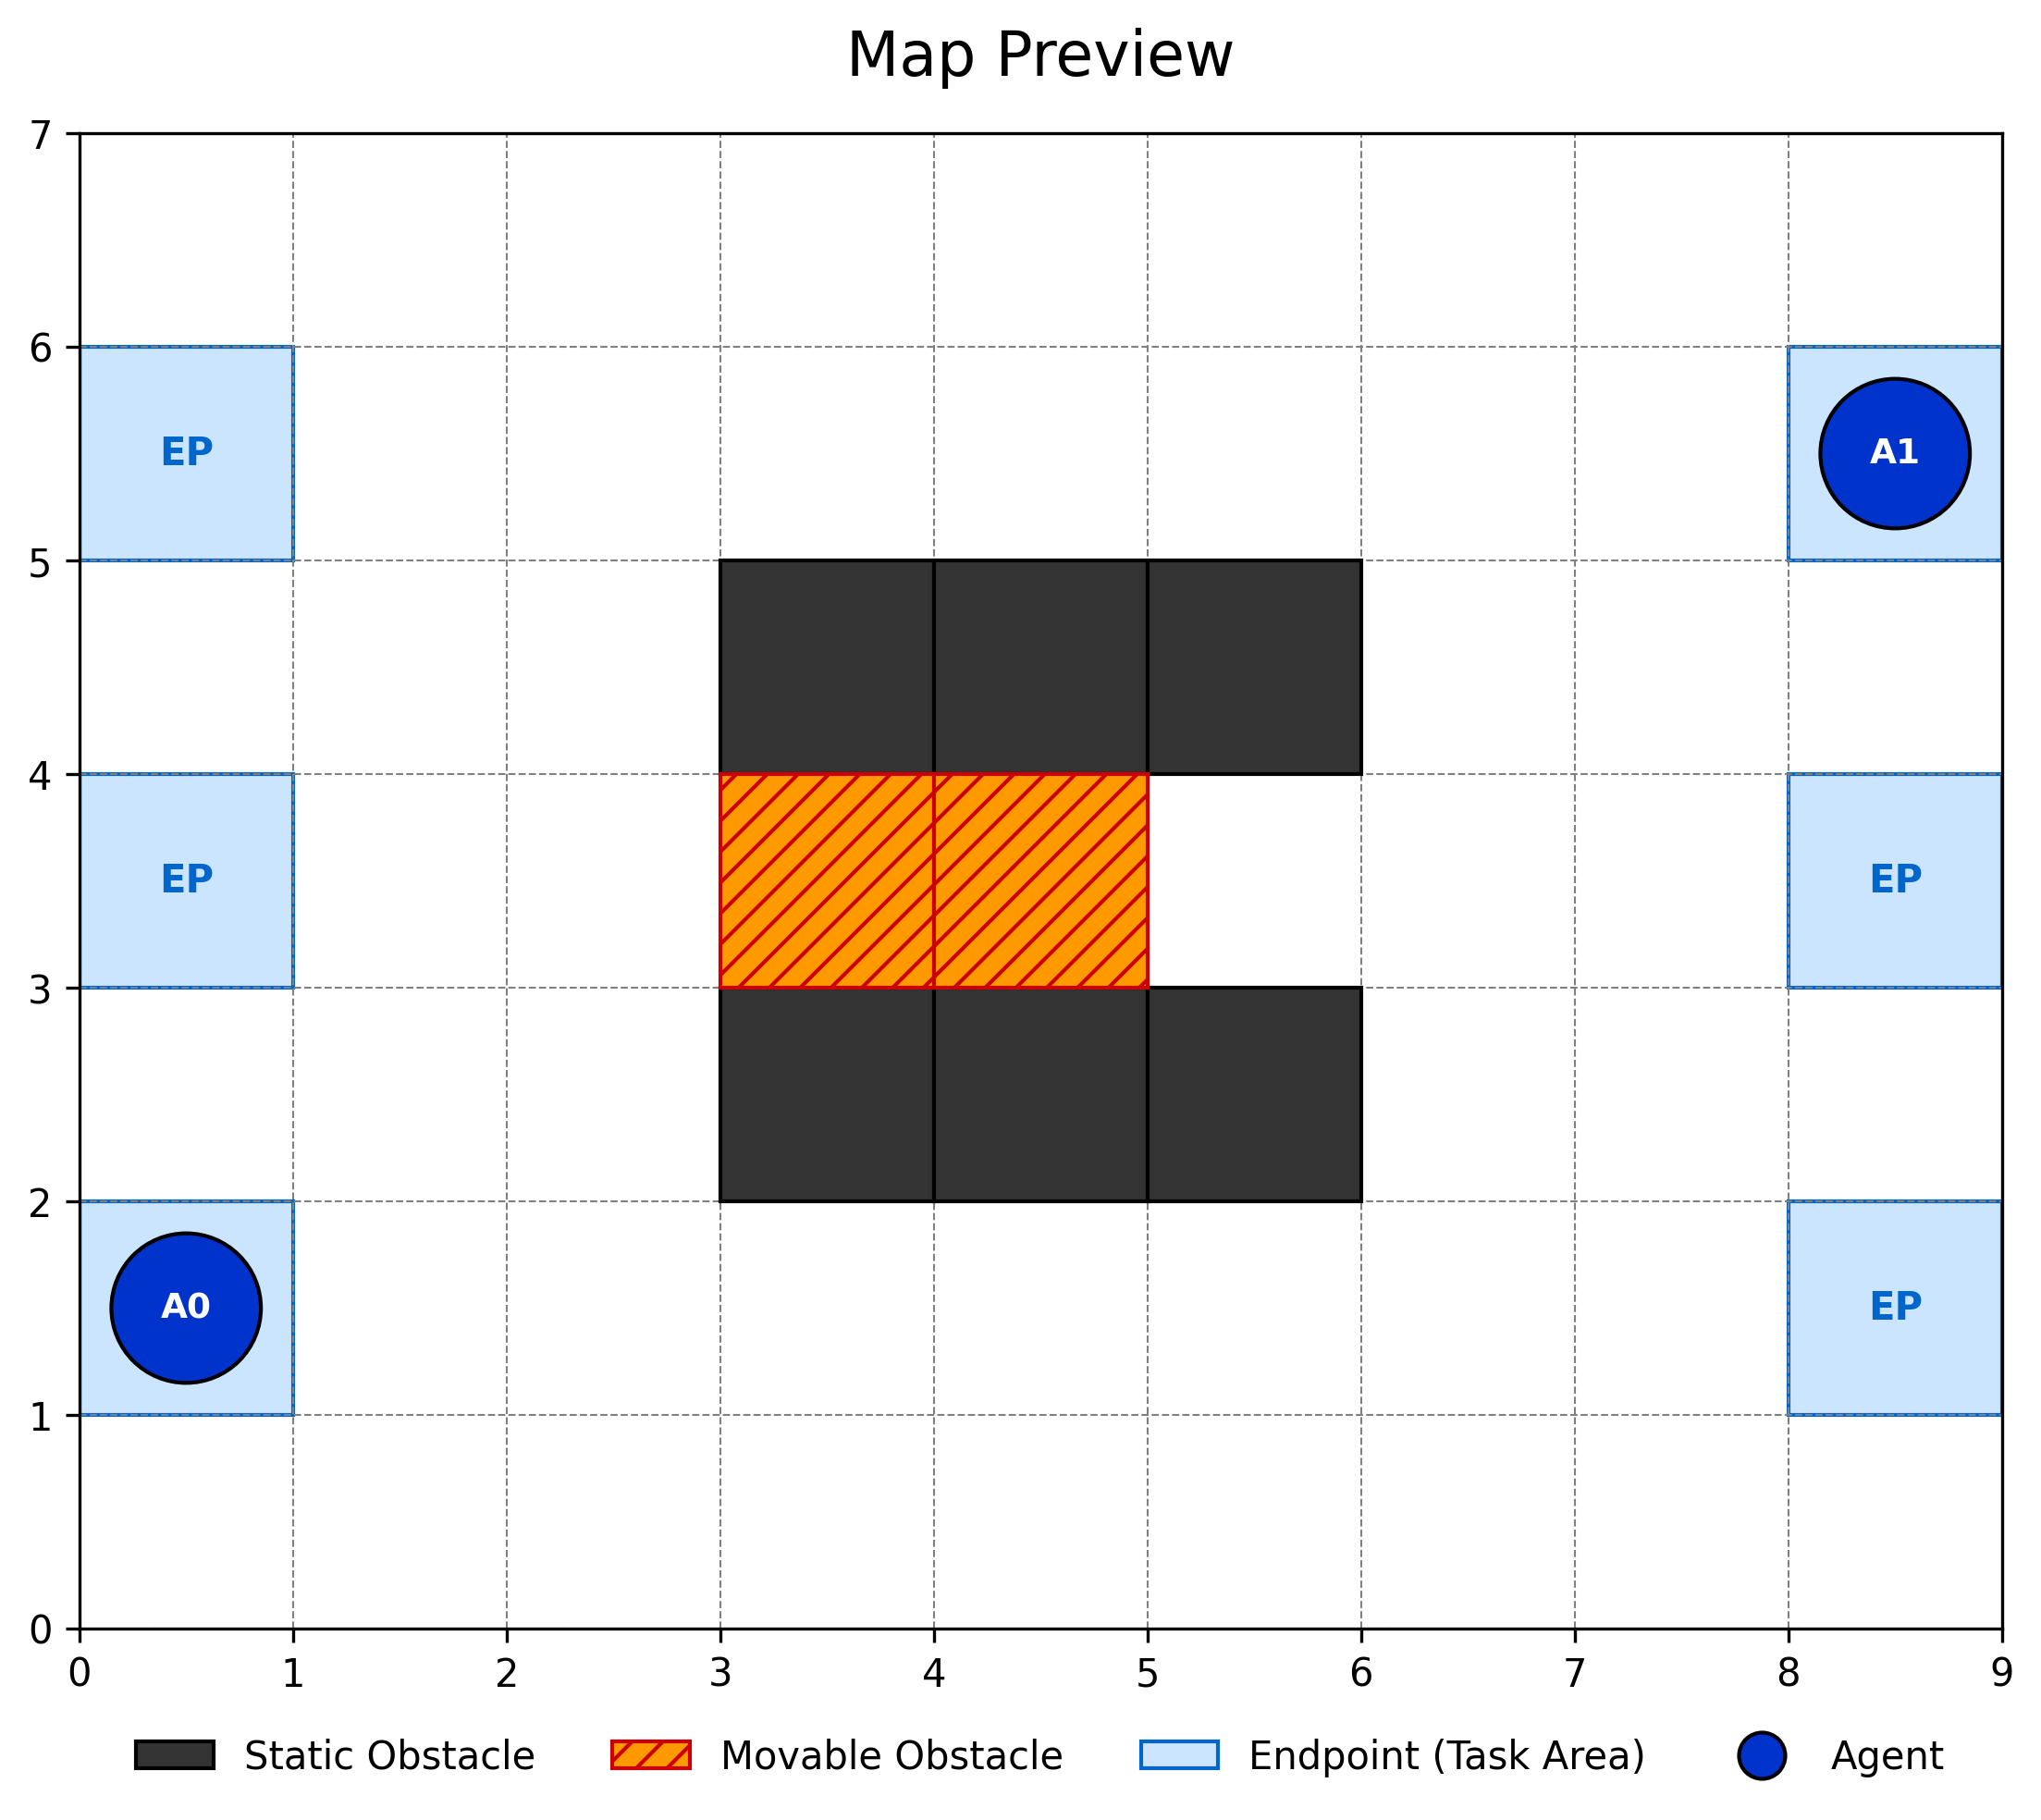 Map Preview
7
6
EP
A1
5
4
EP
EP
3
2
A0
EP
1
0
0 1 2 3 4 5 6 7 8 9
Static Obstacle Movable Obstacle Endpoint (Task Area) Agent